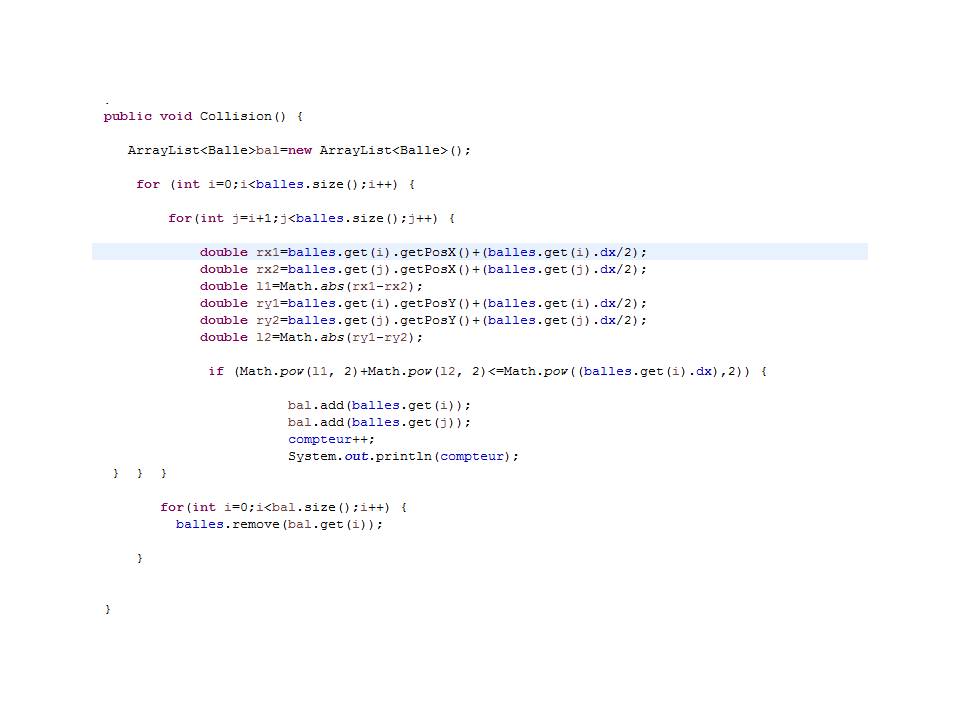 .
public void Collision() {
ArrayList<Balle>bal=new ArrayList<Balle>();
for (int i=0;i<balles.size();i++) {
for(int j=i+1;j<balles.size();j++) {
double rx1=balles.get(i).getPosX()+(balles.get(i).dx/2);
double rx2=balles.get(j).getPosX()+(balles.get(j).dx/2);
double l1=Math.abs(rx1-rx2);
double ry1=balles.get(i).getPosY()+(balles.get(i).dx/2);
double ry2=balles.get(j).getPosY()+(balles.get(j).dx/2);
double l2=Math.abs(ry1-ry2);
if (Math.pow(l1, 2)+Math.pow(l2, 2)<=Math.pow((balles.get(i).dx),2)) {
bal.add(balles.get(i));
bal.add(balles.get(j));
compteur++;
System.out.println(compteur);
} } }
for(int i=0;i<bal.size();i++) {
balles.remove(bal.get(i));
}
}